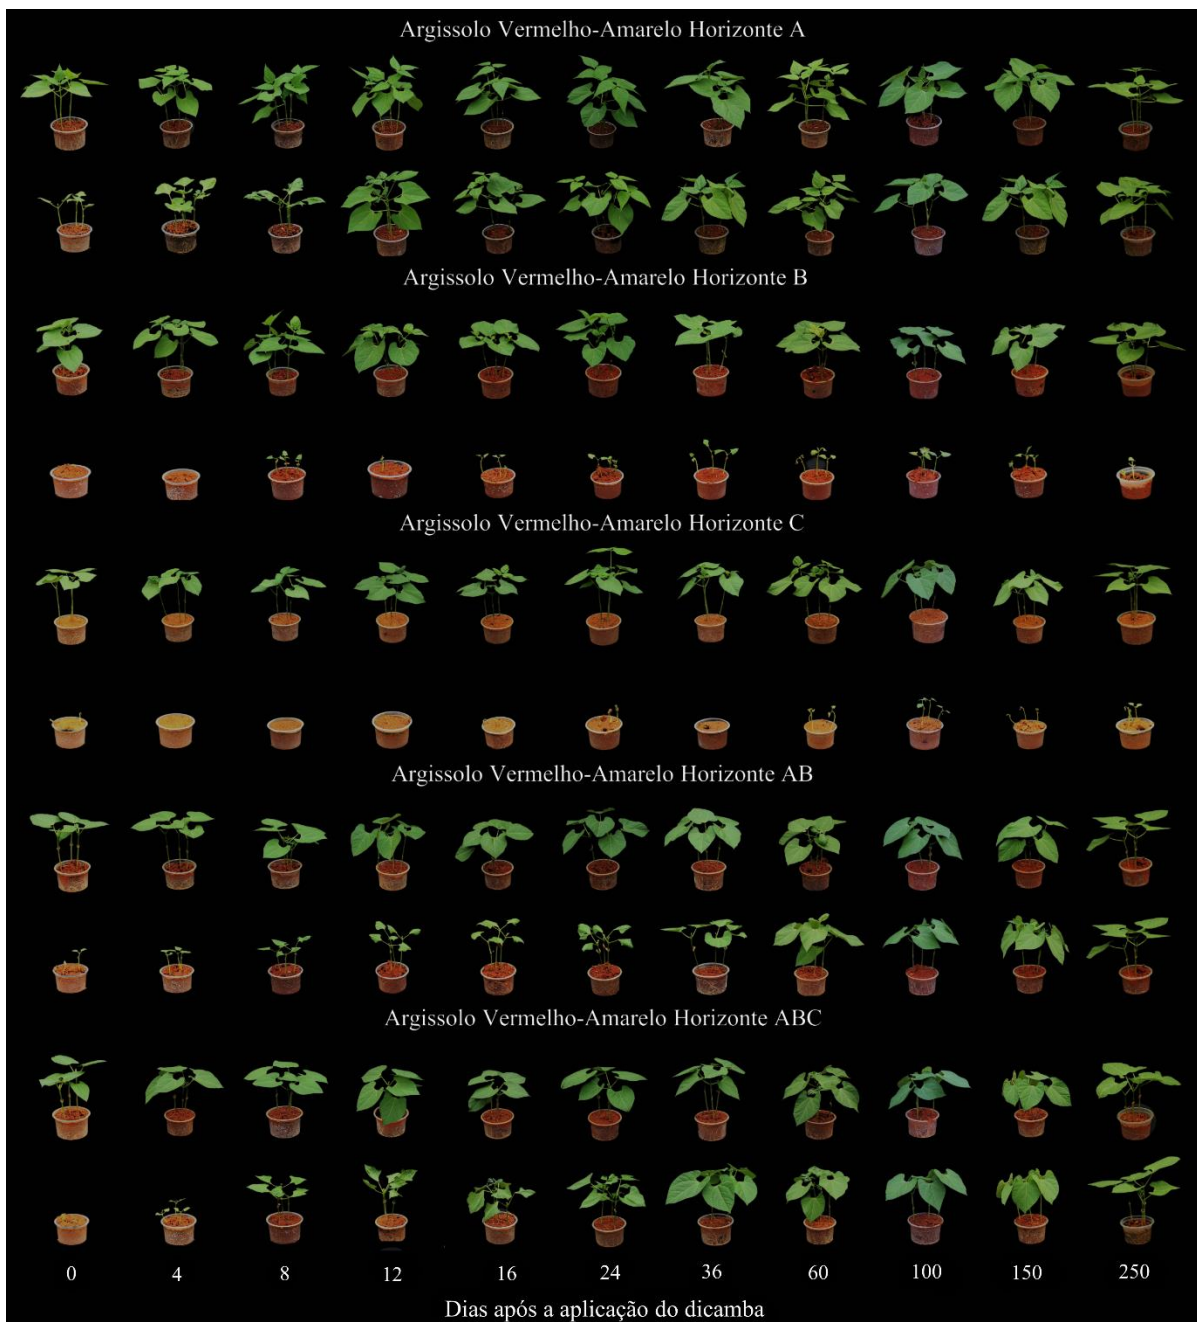 Argissolo Vermelho-Amarelo Horizonte A
Argissolo Vermelho-Amarelo Horizonte B
Argissolo Vermelho-Amarelo Horizonte C
Argissolo Vermelho-Amarelo Horizonte AB
Argissolo Vermelho-Amarelo Horizonte ABC
0 4 8 12 16 24 36 60 100 150 250
Dias após a aplicação do dicamba